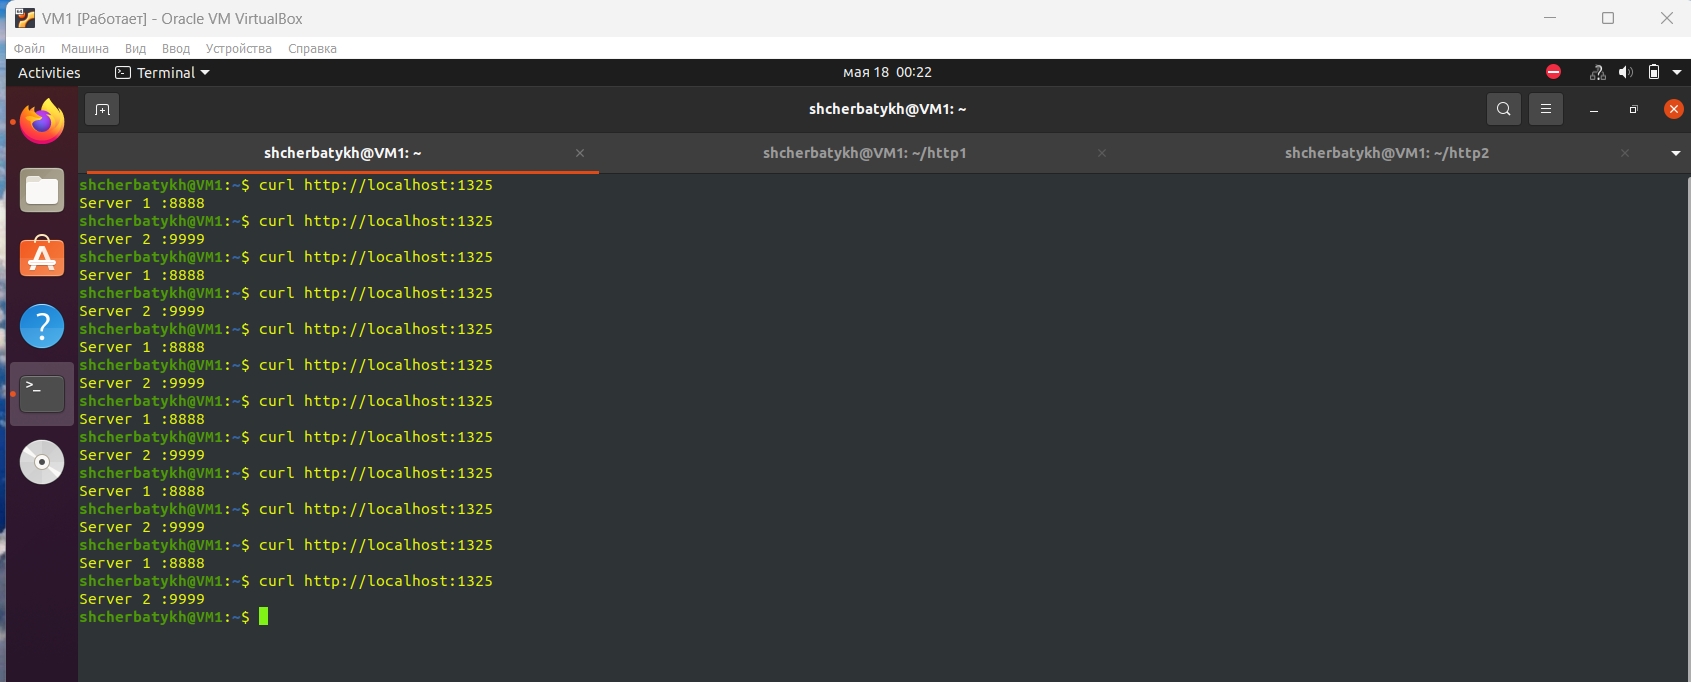 VM1 [Работает] - Oracle VM VirtualBox
Файл Машина Вид Ввод Устройства Справка
Activities Terminal мая 18 00:22
shcherbatykh@VM1: ~
shcherbatykh@VM1: ~ shcherbatykh@VM1: ~/http1 shcherbatykh@VM1: ~/http2
shcherbatykh@VM1:~$ curl http://localhost:1325
Server 1 :8888
shcherbatykh@VM1:~$ curl http://localhost:1325
Server 2 :9999
shcherbatykh@VM1:~$ curl http://localhost:1325
Server 1 :8888
shcherbatykh@VM1:~$ curl http://localhost:1325
Server 2 :9999
shcherbatykh@VM1:~$ curl http://localhost:1325
Server 1 :8888
shcherbatykh@VM1:~$ curl http://localhost:1325
Server 2 :9999
shcherbatykh@VM1:~$ curl http://localhost:1325
Server 1 :8888
shcherbatykh@VM1:~$ curl http://localhost:1325
Server 2 :9999
shcherbatykh@VM1:~$ curl http://localhost:1325
Server 1 :8888
shcherbatykh@VM1:~$ curl http://localhost:1325
Server 2 :9999
shcherbatykh@VM1:~$ curl http://localhost:1325
Server 1 :8888
shcherbatykh@VM1:~$ curl http://localhost:1325
Server 2 :9999
shcherbatykh@VM1:~$